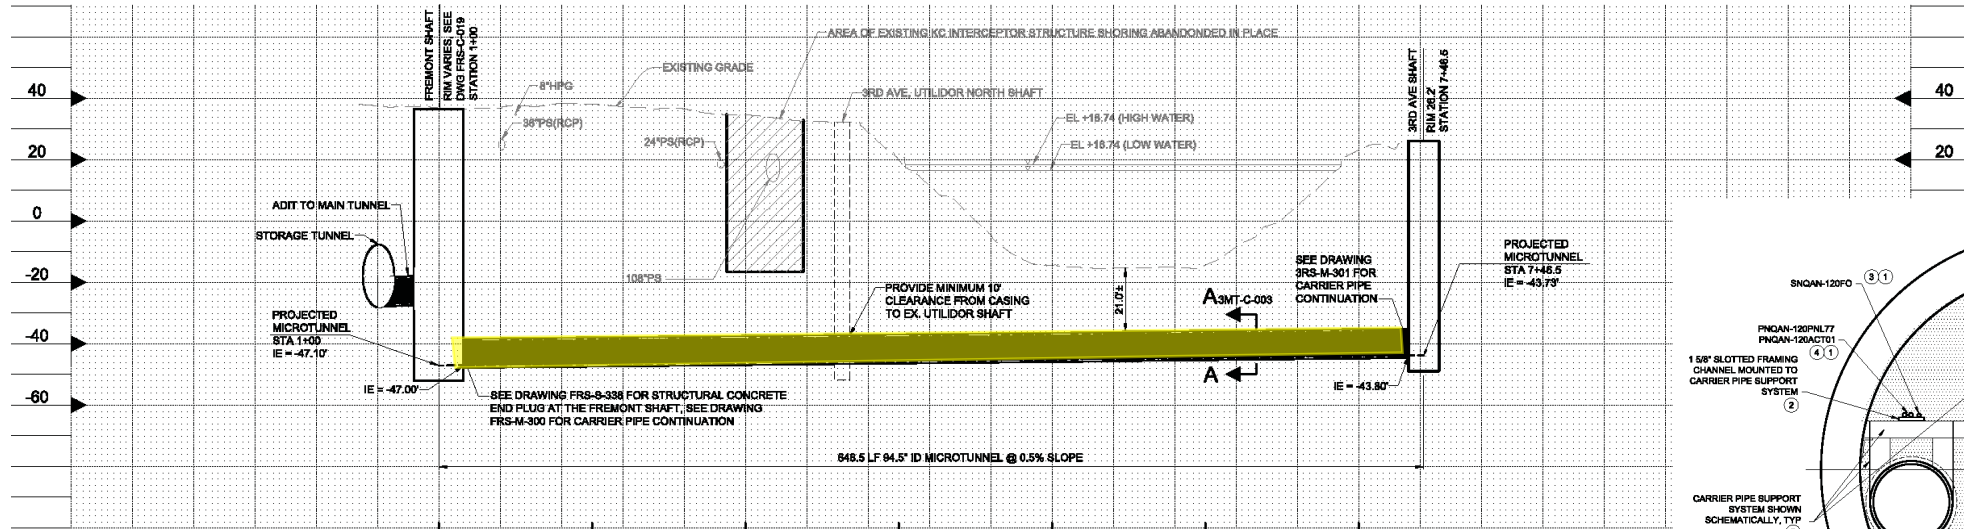 FREMONT SHAFT
RIM VARIES, SEE
DWG FRS-C-019
STATION 1+00
AREA OF EXISTING KC INTERCEPTOR STRUCTURE SHORING ABANDONDED IN PLACE
EXISTING GRADE
8"HPG
36"PS(RCP)
24"PS(RCP)
3RD AVE, UTILIDOR NORTH SHAFT
EL +18.74 (HIGH WATER)
EL +16.74 (LOW WATER)
3RD AVE SHAFT
RIM 26.2'
STATION 7+46.5
40
20
0
-20
-40
-60
40
20
ADIT TO MAIN TUNNEL
STORAGE TUNNEL
108"PS
PROJECTED
MICROTUNNEL
STA 1+00
IE = -47.10'
IE = -47.00'
PROVIDE MINIMUM 10'
CLEARANCE FROM CASING
TO EX. UTILIDOR SHAFT
21.0'±
A
3MT-C-003
A
SEE DRAWING
3RS-M-301 FOR
CARRIER PIPE
CONTINUATION
PROJECTED
MICROTUNNEL
STA 7+46.5
IE = -43.73'
IE = -43.80'
SEE DRAWING FRS-S-338 FOR STRUCTURAL CONCRETE
END PLUG AT THE FREMONT SHAFT, SEE DRAWING
FRS-M-300 FOR CARRIER PIPE CONTINUATION
646.5 LF 94.5" ID MICROTUNNEL @ 0.5% SLOPE
SNQAN-120FO
3 1
PNQAN-120PNL77
PNQAN-120ACT01
4 1
1 5/8" SLOTTED FRAMING
CHANNEL MOUNTED TO
CARRIER PIPE SUPPORT
SYSTEM
2
CARRIER PIPE SUPPORT
SYSTEM SHOWN
SCHEMATICALLY, TYP